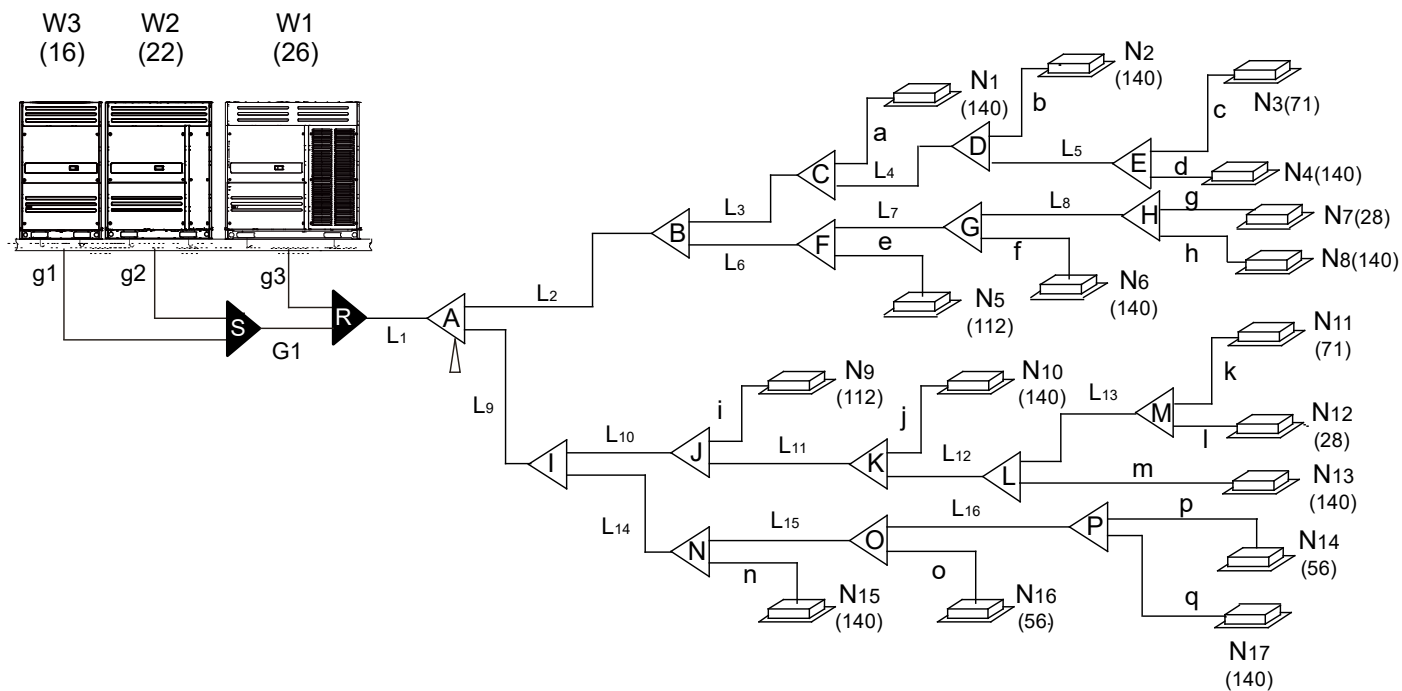 W3 W2 W1
(16) (22) (26)
N1
(140)
N2
(140)
N3(71)
a
b
c
C
D
E
L4
L5
d
N4(140)
L3
L7
L8
g
N7(28)
B
F
G
H
L6
e
f
h
N8(140)
g1
g2
g3
L2
N5
(112)
N6
(140)
S
R
A
G1
L1
L9
N9
(112)
N10
(140)
N11
(71)
i
j
k
L13
M
l
N12
(28)
L10
J
L11
K
L12
L
m
N13
(140)
I
L14
L15
L16
P
p
N14
(56)
N
O
n
o
q
N15
(140)
N16
(56)
N17
(140)